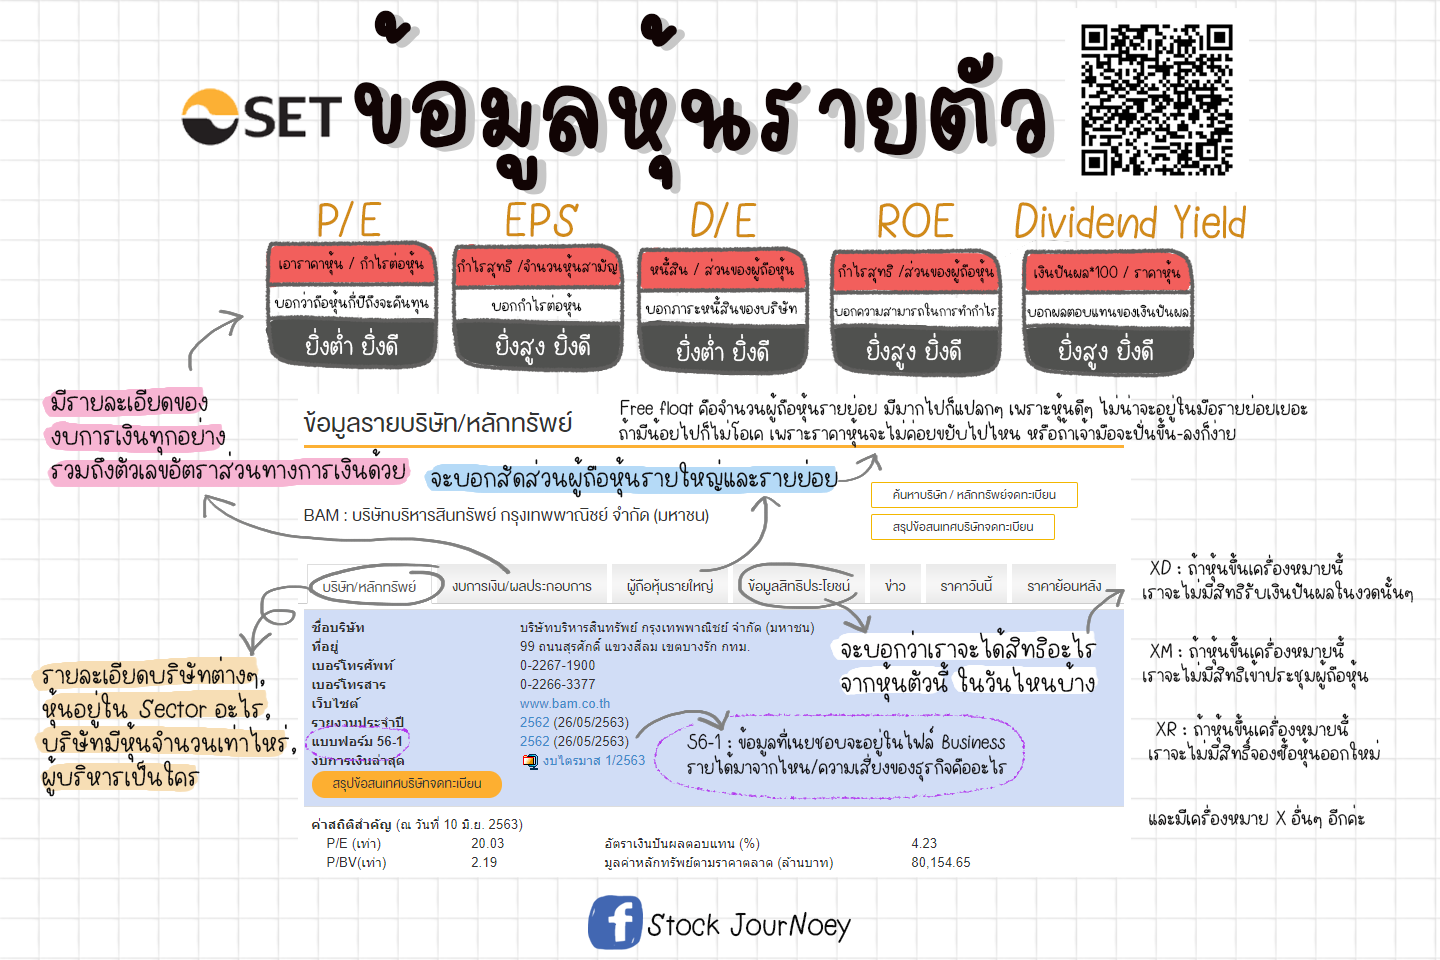 SET ข้อมูลหุ้นรายตัว
P/E
เอาราคาหุ้น / กำไรต่อหุ้น
บอกว่าถือหุ้นกี่ปีถึงจะคืนทุน
ยิ่งต่ำ ยิ่งดี
EPS
กำไรสุทธิ /จำนวนหุ้นสามัญ
บอกกำไรต่อหุ้น
ยิ่งสูง ยิ่งดี
D/E
หนี้สิน / ส่วนของผู้ถือหุ้น
บอกภาระหนี้สินของบริษัท
ยิ่งต่ำ ยิ่งดี
ROE
กำไรสุทธิ /ส่วนของผู้ถือหุ้น
บอกความสามารถในการทำกำไร
ยิ่งสูง ยิ่งดี
Dividend Yield
เงินปันผล*100 / ราคาหุ้น
บอกผลตอบแทนของเงินปันผล
ยิ่งสูง ยิ่งดี
มีรายละเอียดของ
งบการเงินทุกอย่าง
รวมถึงตัวเลขอัตราส่วนทางการเงินด้วย
ข้อมูลรายบริษัท/หลักทรัพย์
Free float คือจำนวนผู้ถือหุ้นรายย่อย มีมากไปก็แปลกๆ เพราะหุ้นดีๆ ไม่น่าจะอยู่ในมือรายย่อยเยอะ
ถ้ามีน้อยไปก็ไม่โอเค เพราะราคาหุ้นจะไม่ค่อยขยับไปไหน หรือถ้าเจ้ามือจะปั่นขึ้น-ลงก็ง่าย
จะบอกสัดส่วนผู้ถือหุ้นรายใหญ่และรายย่อย
ค้นหาบริษัท / หลักทรัพย์จดทะเบียน
สรุปข้อสนเทศบริษัทจดทะเบียน
BAM : บริษัทบริหารสินทรัพย์ กรุงเทพพาณิชย์ จำกัด (มหาชน)
บริษัท/หลักทรัพย์ งบการเงิน/ผลประกอบการ ผู้ถือหุ้นรายใหญ่ ข้อมูลสิทธิประโยชน์ ข่าว ราคาวันนี้ ราคาย้อนหลัง
ชื่อบริษัท บริษัทบริหารสินทรัพย์ กรุงเทพพาณิชย์ จำกัด (มหาชน)
ที่อยู่ 99 ถนนสุรศักดิ์ แขวงสีลม เขตบางรัก กทม.
เบอร์โทรศัพท์ 0-2267-1900
เบอร์โทรสาร 0-2266-3377
เว็บไซต์ www.bam.co.th
รายงานประจำปี 2562 (26/05/2563)
แบบฟอร์ม 56-1 2562 (26/05/2563)
งบการเงินล่าสุด งบไตรมาส 1/2563
สรุปข้อสนเทศบริษัทจดทะเบียน
จะบอกว่าเราจะได้สิทธิอะไร
จากหุ้นตัวนี้ ในวันไหนบ้าง
56-1 : ข้อมูลที่เนยชอบจะอยู่ในไฟล์ Business
รายได้มาจากไหน/ความเสี่ยงของธุรกิจคืออะไร
รายละเอียดบริษัทต่างๆ,
หุ้นอยู่ใน Sector อะไร,
บริษัทมีหุ้นจำนวนเท่าไหร่,
ผู้บริหารเป็นใคร
XD : ถ้าหุ้นขึ้นเครื่องหมายนี้
เราจะไม่มีสิทธิรับเงินปันผลในงวดนั้นๆ
XM : ถ้าหุ้นขึ้นเครื่องหมายนี้
เราจะไม่มีสิทธิเข้าประชุมผู้ถือหุ้น
XR : ถ้าหุ้นขึ้นเครื่องหมายนี้
เราจะไม่มีสิทธิ์จองซื้อหุ้นออกใหม่
และมีเครื่องหมาย X อื่นๆ อีกค่ะ
ค่าสถิติสำคัญ (ณ วันที่ 10 มิ.ย. 2563)
P/E (เท่า) 20.03 อัตราเงินปันผลตอบแทน (%) 4.23
P/BV(เท่า) 2.19 มูลค่าหลักทรัพย์ตามราคาตลาด (ล้านบาท) 80,154.65
f Stock JourNoey